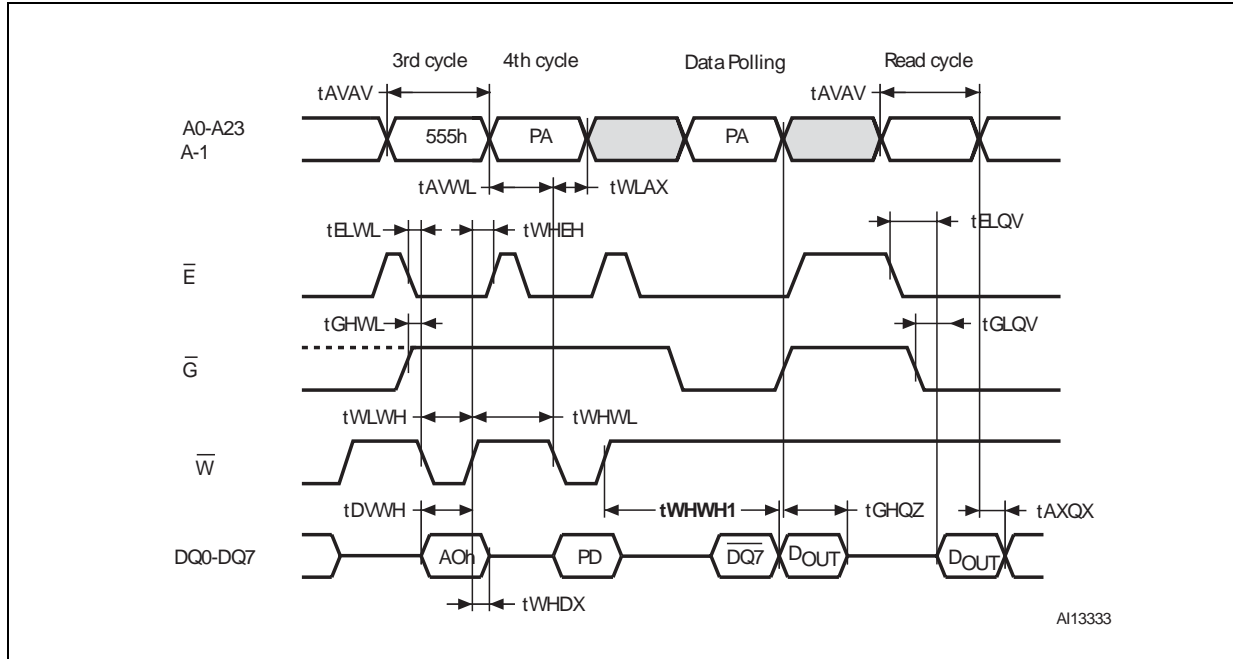 3rd cycle 4th cycle Data Polling Read cycle
tAVAV tAVAV
A0-A23
A-1
555h PA PA
tAVWL tWLAX
tELQV
tELWL tWHEH
E
tGHWL tGLQV
G
tWLWH tWHWL
W
tDVWH tWHWH1 tGHQZ tAXQX
DQ0-DQ7 AOh PD DQ7 DOUT DOUT
tWHDX
AI13333